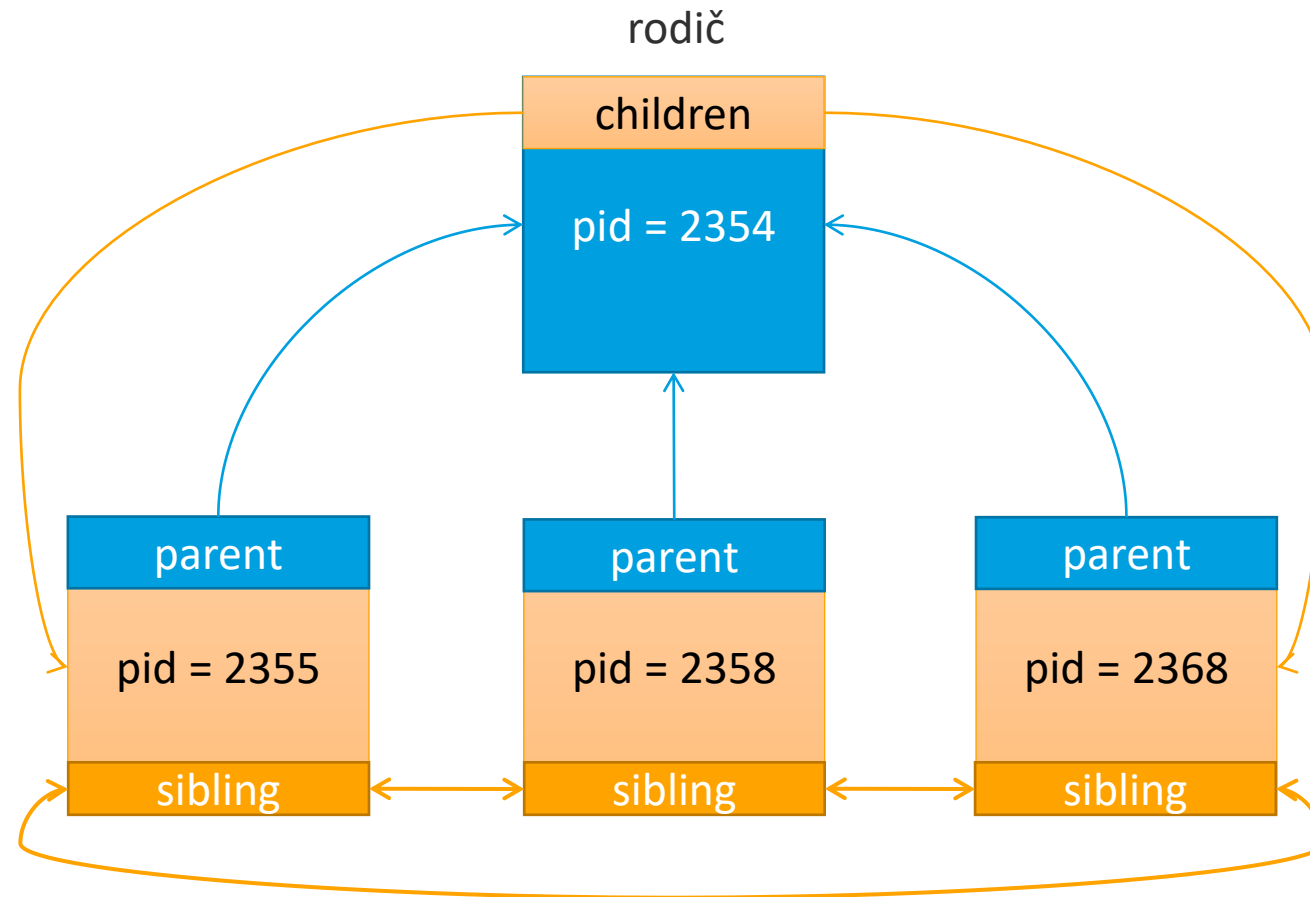 rodič
children
pid = 2354
parent
parent
parent
pid = 2355
pid = 2358
pid = 2368
sibling
sibling
sibling